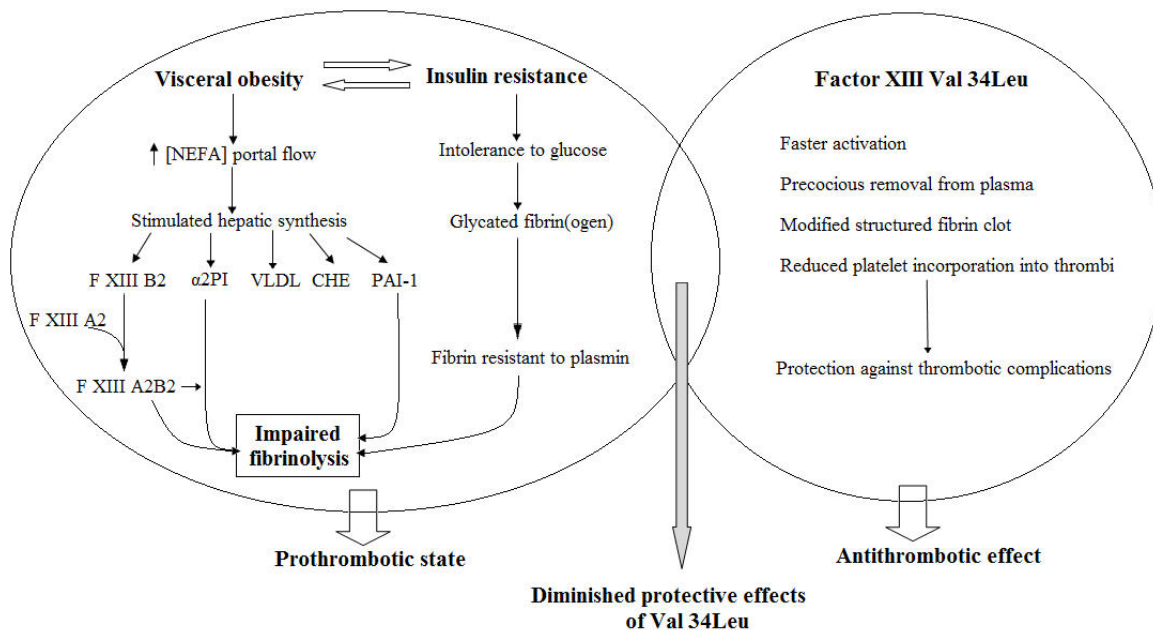 Visceral obesity
Insulin resistance
↑ [NEFA] portal flow
Intolerance to glucose
Stimulated hepatic synthesis
Glycated fibrin(ogen)
F XIII B2 α2PI VLDL CHE PAI-1
F XIII A2
Fibrin resistant to plasmin
F XIII A2B2
Impaired
fibrinolysis
Prothrombotic state
Factor XIII Val 34Leu
Faster activation
Precocious removal from plasma
Modified structured fibrin clot
Reduced platelet incorporation into thrombi
Protection against thrombotic complications
Antithrombotic effect
Diminished protective effects
of Val 34Leu